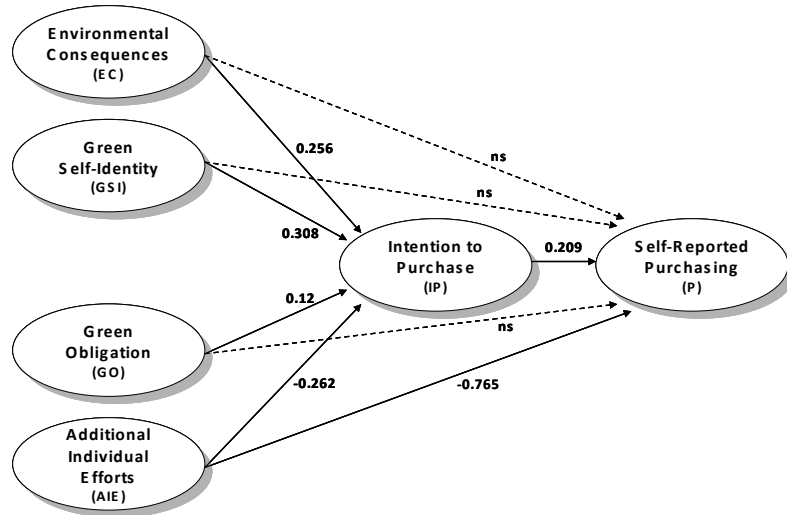 Environmental
Consequences
(EC)
ns
0.256
Green
Self-Identity
(GSI)
ns
0.308
Intention to
Purchase
(IP)
0.209
Self-Reported
Purchasing
(P)
0.12
Green
Obligation
(GO)
ns
-0.262
-0.765
Additional
Individual
Efforts
(AIE)